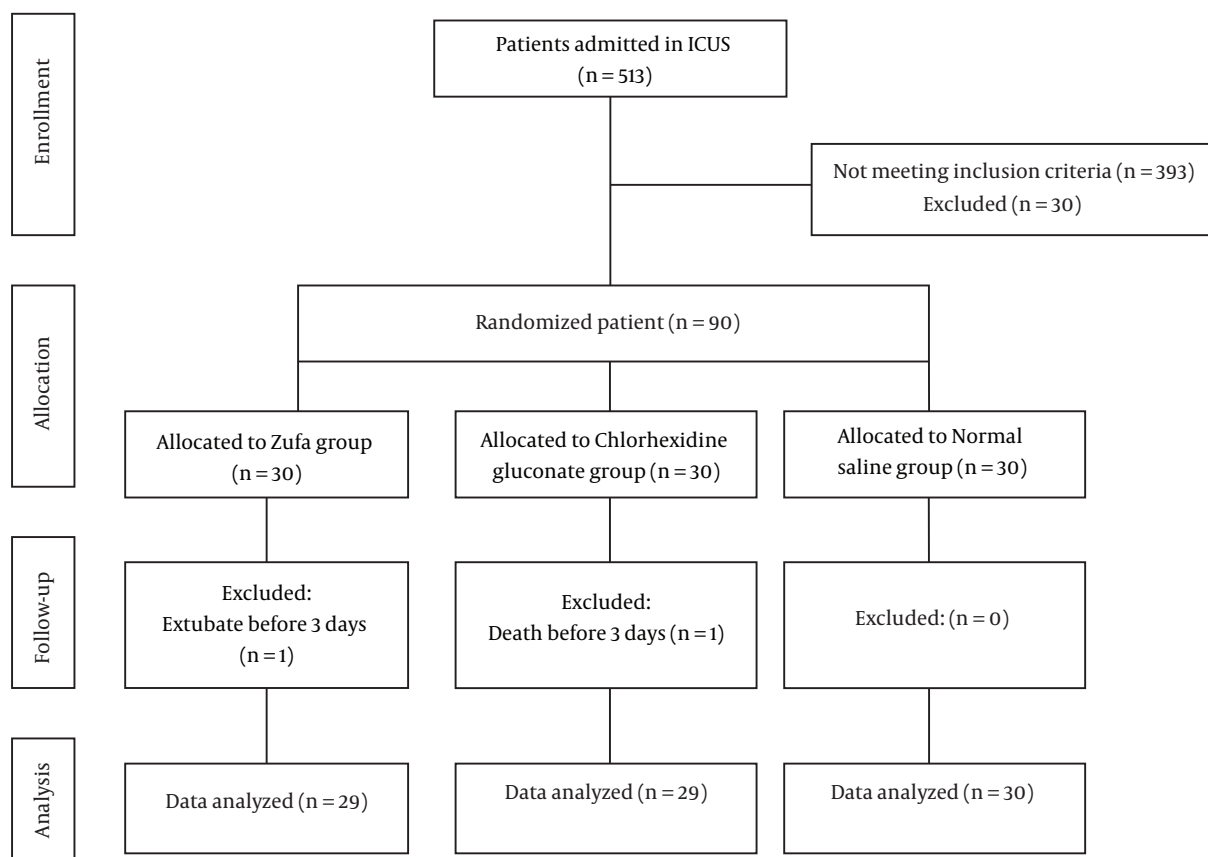 Enrollment
Patients admitted in ICUS
(n = 513)
Not meeting inclusion criteria (n = 393)
Excluded (n = 30)
Allocation
Randomized patient (n = 90)
Allocated to Zufa group
(n = 30)
Allocated to Chlorhexidine
gluconate group (n = 30)
Allocated to Normal
saline group (n = 30)
Follow-up
Excluded:
Extubate before 3 days
(n = 1)
Excluded:
Death before 3 days (n = 1)
Excluded: (n = 0)
Analysis
Data analyzed (n = 29)
Data analyzed (n = 29)
Data analyzed (n = 30)